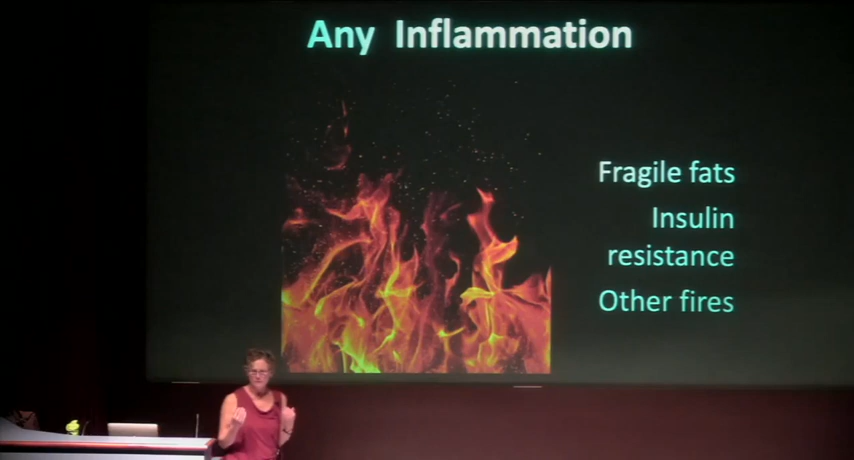 Any Inflammation
Fragile fats
Insulin
resistance
Other fires